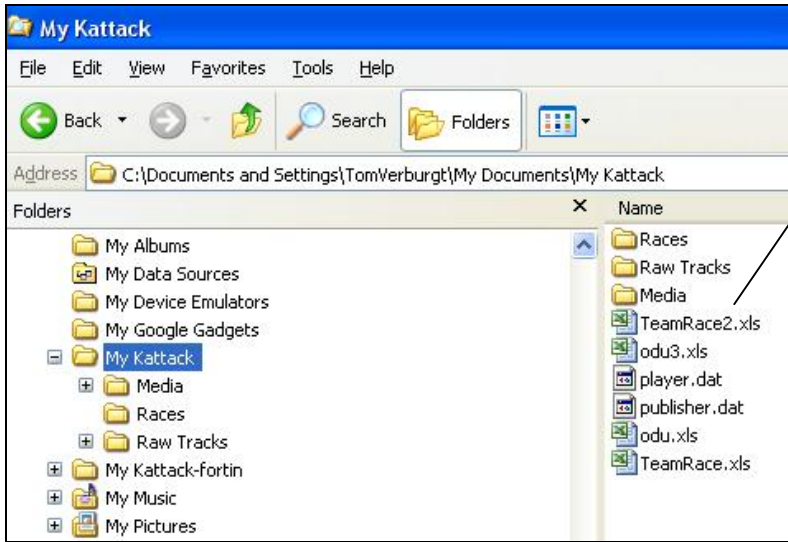 My Kattack
File Edit View Favorites Tools Help
Back Search Folders
Address C:\Documents and Settings\TomVerburgt\My Documents\My Kattack
Folders
My Albums
My Data Sources
My Device Emulators
My Google Gadgets
My Kattack
Media
Races
Raw Tracks
My Kattack-fortin
My Music
My Pictures
Name
Races
Raw Tracks
Media
TeamRace2.xls
odu3.xls
player.dat
publisher.dat
odu.xls
TeamRace.xls